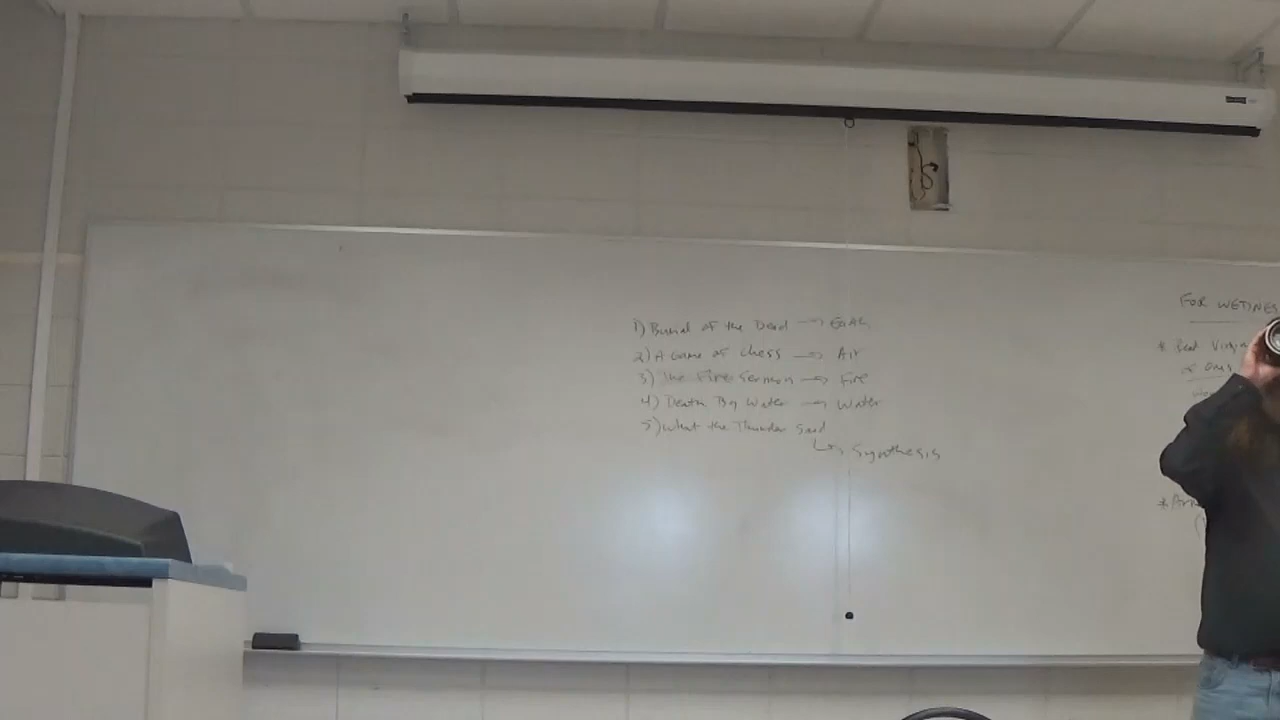 1) Burial of the Dead → Earth
2) A Game of Chess → Air
3) The Fire Sermon → Fire
4) Death By Water → Water
5) What the Thunder Said
↳ Synthesis
FOR WEDNES
*
*